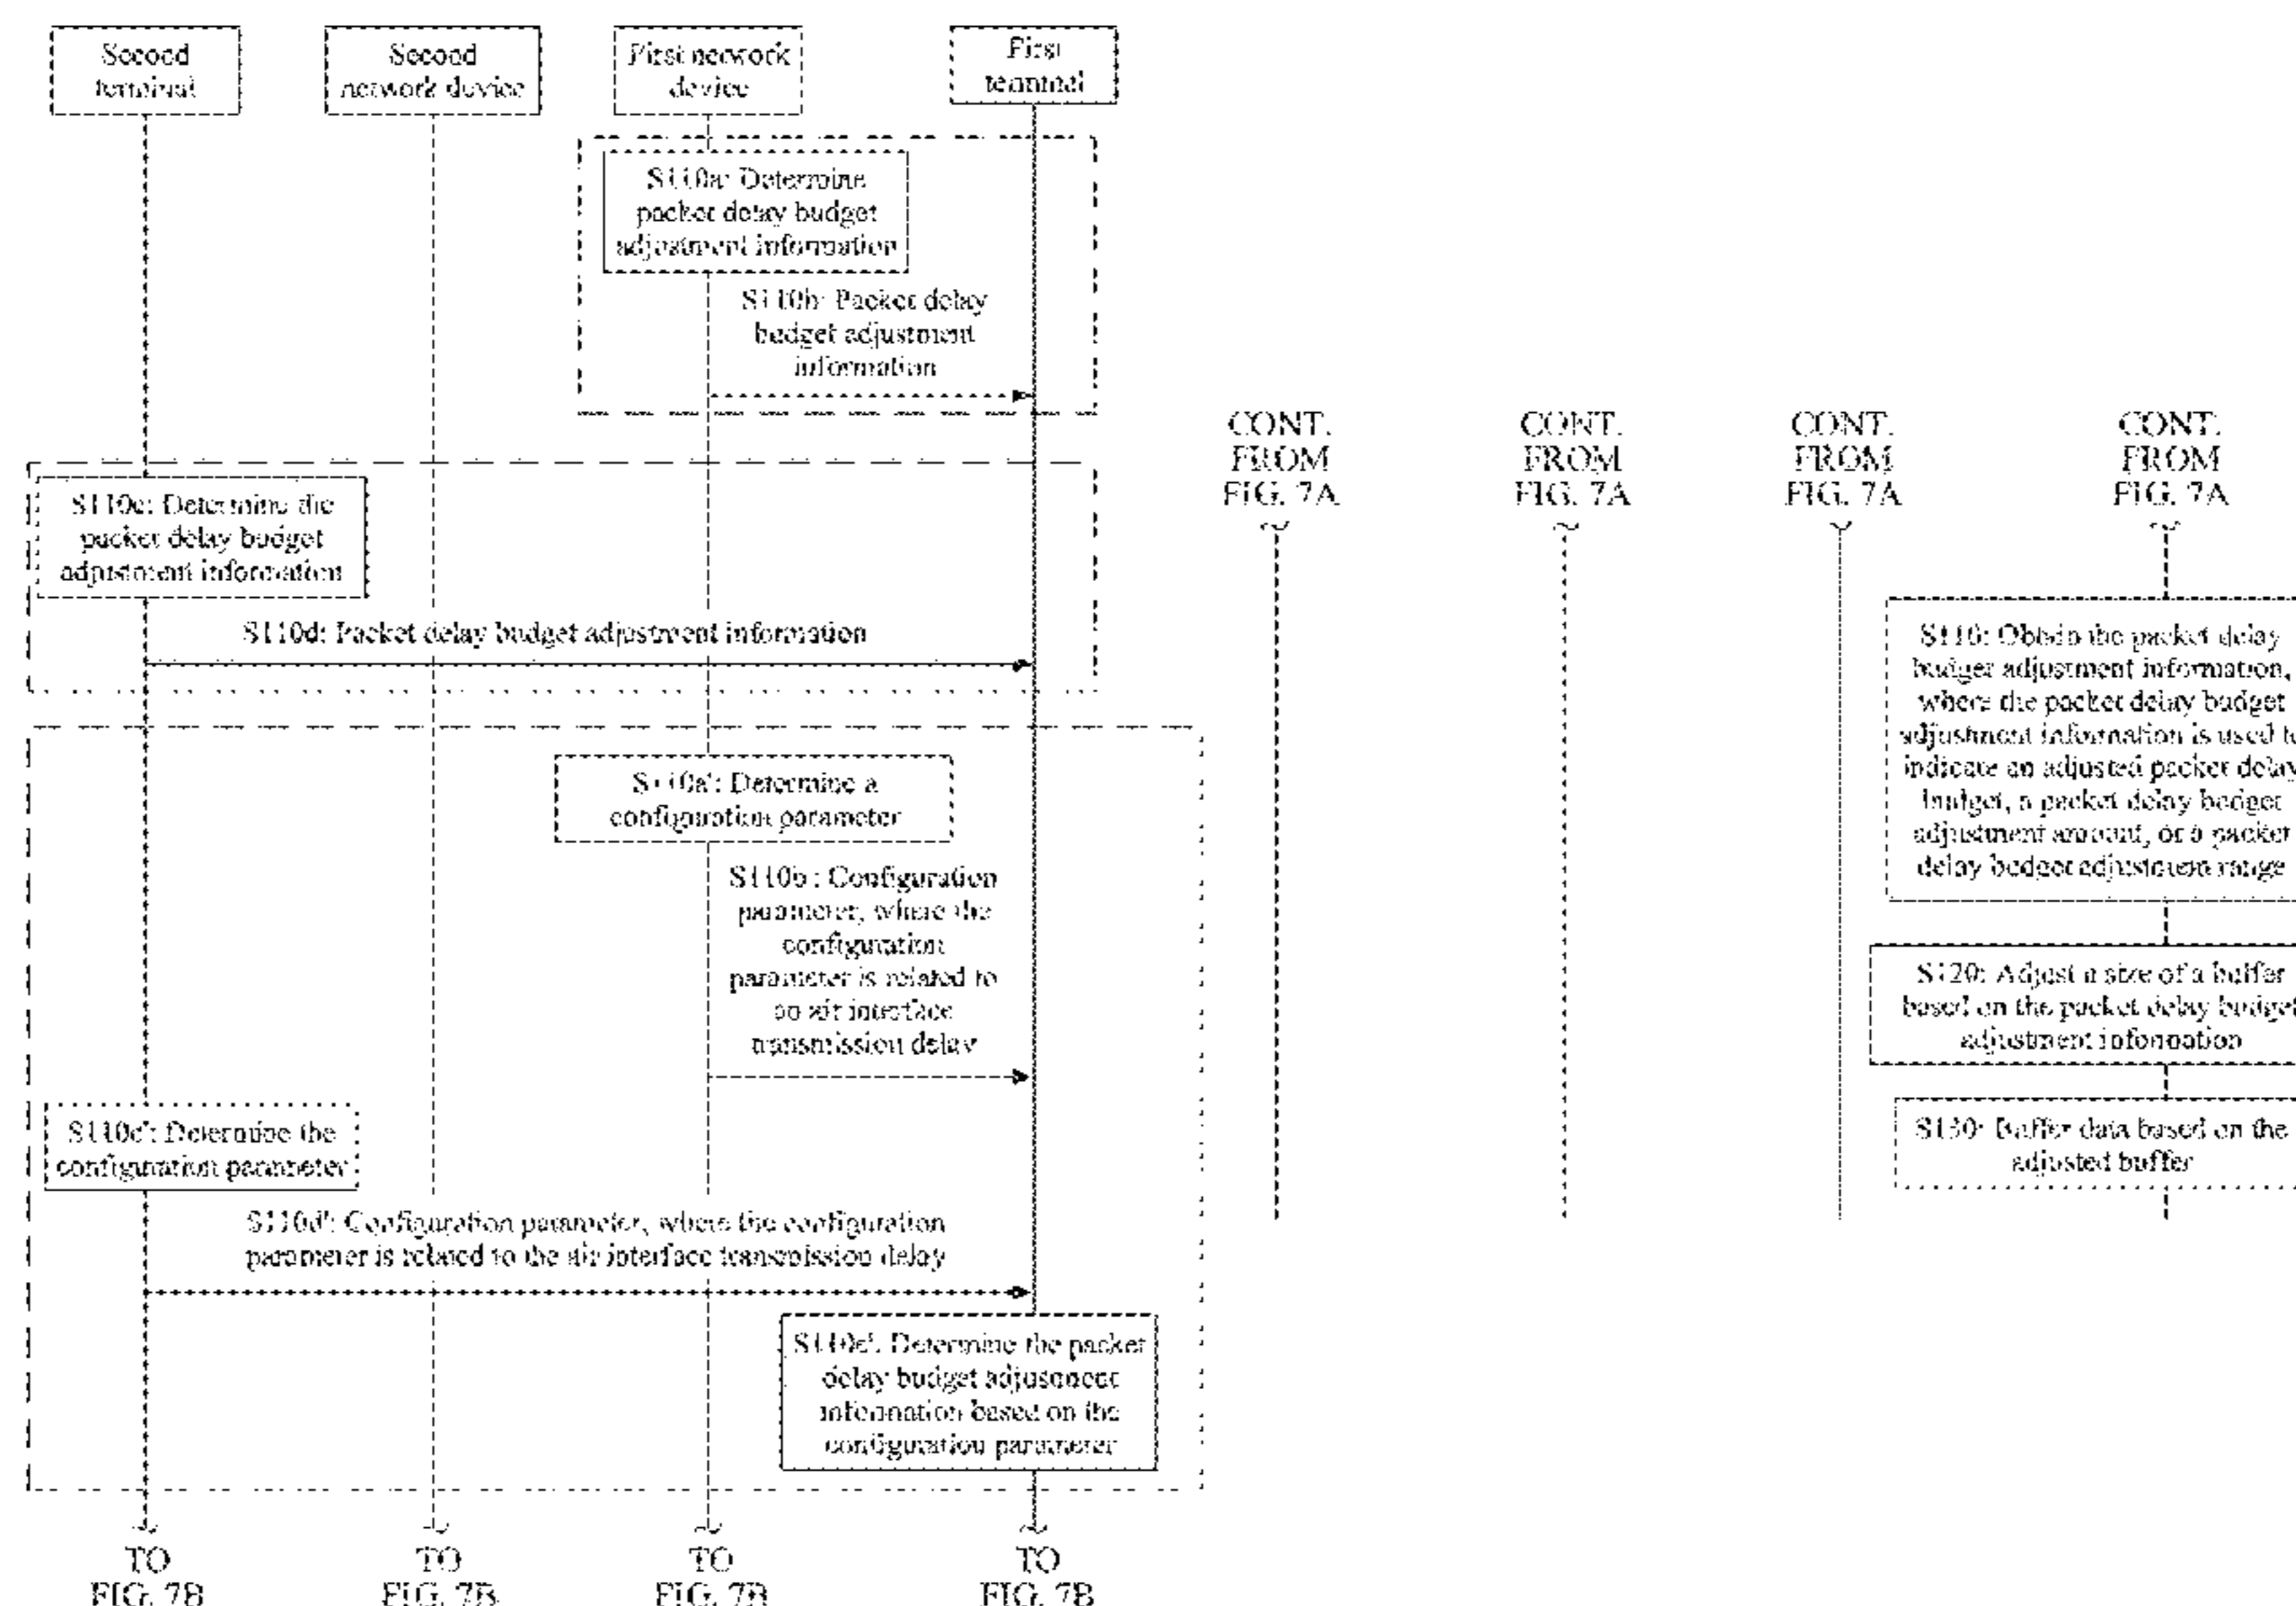 Second
terminal
Second
network device
First network
device
First
terminal
S110a: Determine
packet delay budget
adjustment information
S110b: Packet delay
budget adjustment
information
S110c: Determine the
packet delay budget
adjustment information
S110d: Packet delay budget adjustment information
S110a': Determine a
configuration parameter
S110b': Configuration
parameter, where the
configuration
parameter is related to
an air interface
transmission delay
S110c': Determine the
configuration parameter
S110d': Configuration parameter, where the configuration
parameter is related to the air interface transmission delay
S110e': Determine the packet
delay budget adjustment
information based on the
configuration parameter
TO
FIG. 7B
TO
FIG. 7B
TO
FIG. 7B
TO
FIG. 7B
CONT.
FROM
FIG. 7A
CONT.
FROM
FIG. 7A
CONT.
FROM
FIG. 7A
CONT.
FROM
FIG. 7A
S110: Obtain the packet delay
budget adjustment information,
where the packet delay budget
adjustment information is used
indicate an adjusted packet delay
budget, a packet delay budget
adjustment amount, or a packet
delay budget adjustment range
S120: Adjust a size of a buffer
based on the packet delay budget
adjustment information
S130: Buffer data based on the
adjusted buffer